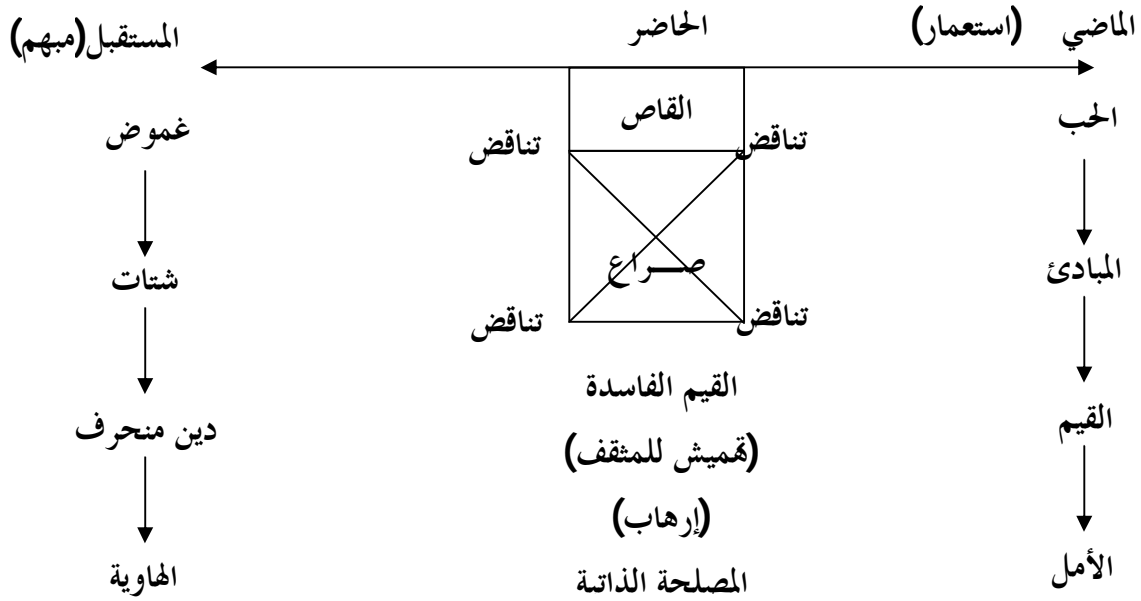 الماضي (استعمار) الحاضر المستقبل(مبهم)
الحب القاص غموض
تناقض تناقض
المبادئ صـــراع شتات
تناقض تناقض
القيم الفاسدة
القيم (تهميش للمثقف) دين منحرف
(إرهاب)
الأمل المصلحة الذاتية الهاوية